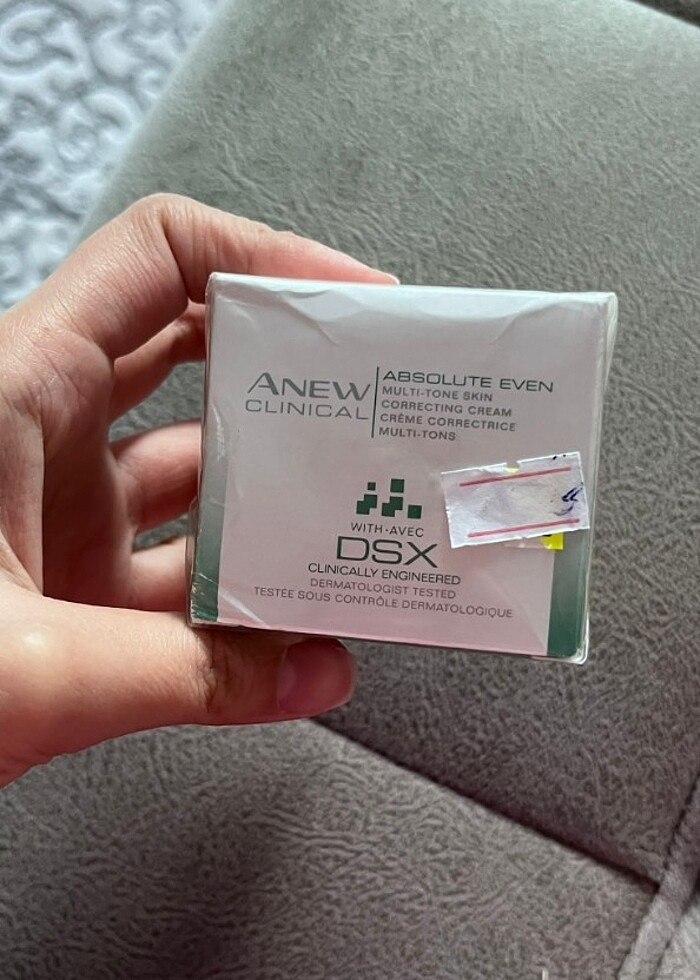 ANEW
CLINICAL
ABSOLUTE EVEN
MULTI-TONE SKIN
CORRECTING CREAM
CRÈME CORRECTRICE
MULTI-TONS
WITH·AVEC
DSX
CLINICALLY ENGINEERED
DERMATOLOGIST TESTED
TESTÉE SOUS CONTRÔLE DERMATOLOGIQUE